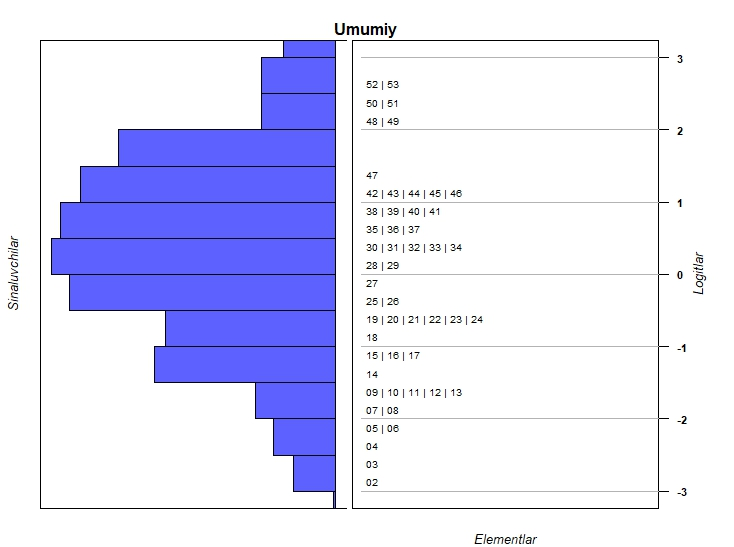 Umumiy
3
52 | 53
50 | 51
48 | 49
2
47
42 | 43 | 44 | 45 | 46
1
38 | 39 | 40 | 41
35 | 36 | 37
30 | 31 | 32 | 33 | 34
28 | 29
0
27
25 | 26
19 | 20 | 21 | 22 | 23 | 24
18
-1
15 | 16 | 17
14
09 | 10 | 11 | 12 | 13
07 | 08
-2
05 | 06
04
03
02
-3
Sinaluvchilar
Logitlar
Elementlar